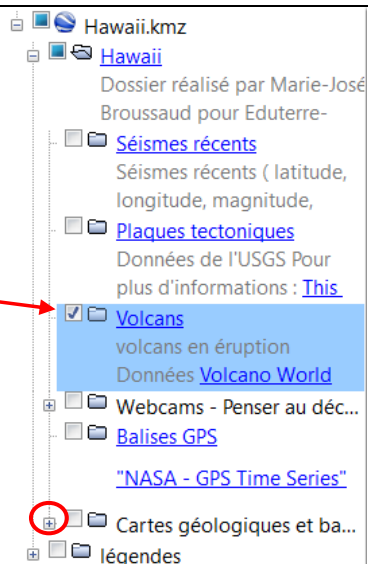 Hawaii.kmz
Hawaii
Dossier réalisé par Marie-José
Broussaud pour Eduterre-
Séismes récents
Séismes récents ( latitude,
longitude, magnitude,
Plaques tectoniques
Données de l'USGS Pour
plus d'informations : This
Volcans
volcans en éruption
Données Volcano World
Webcams - Penser au déc...
Balises GPS
"NASA - GPS Time Series"
Cartes géologiques et ba...
légendes